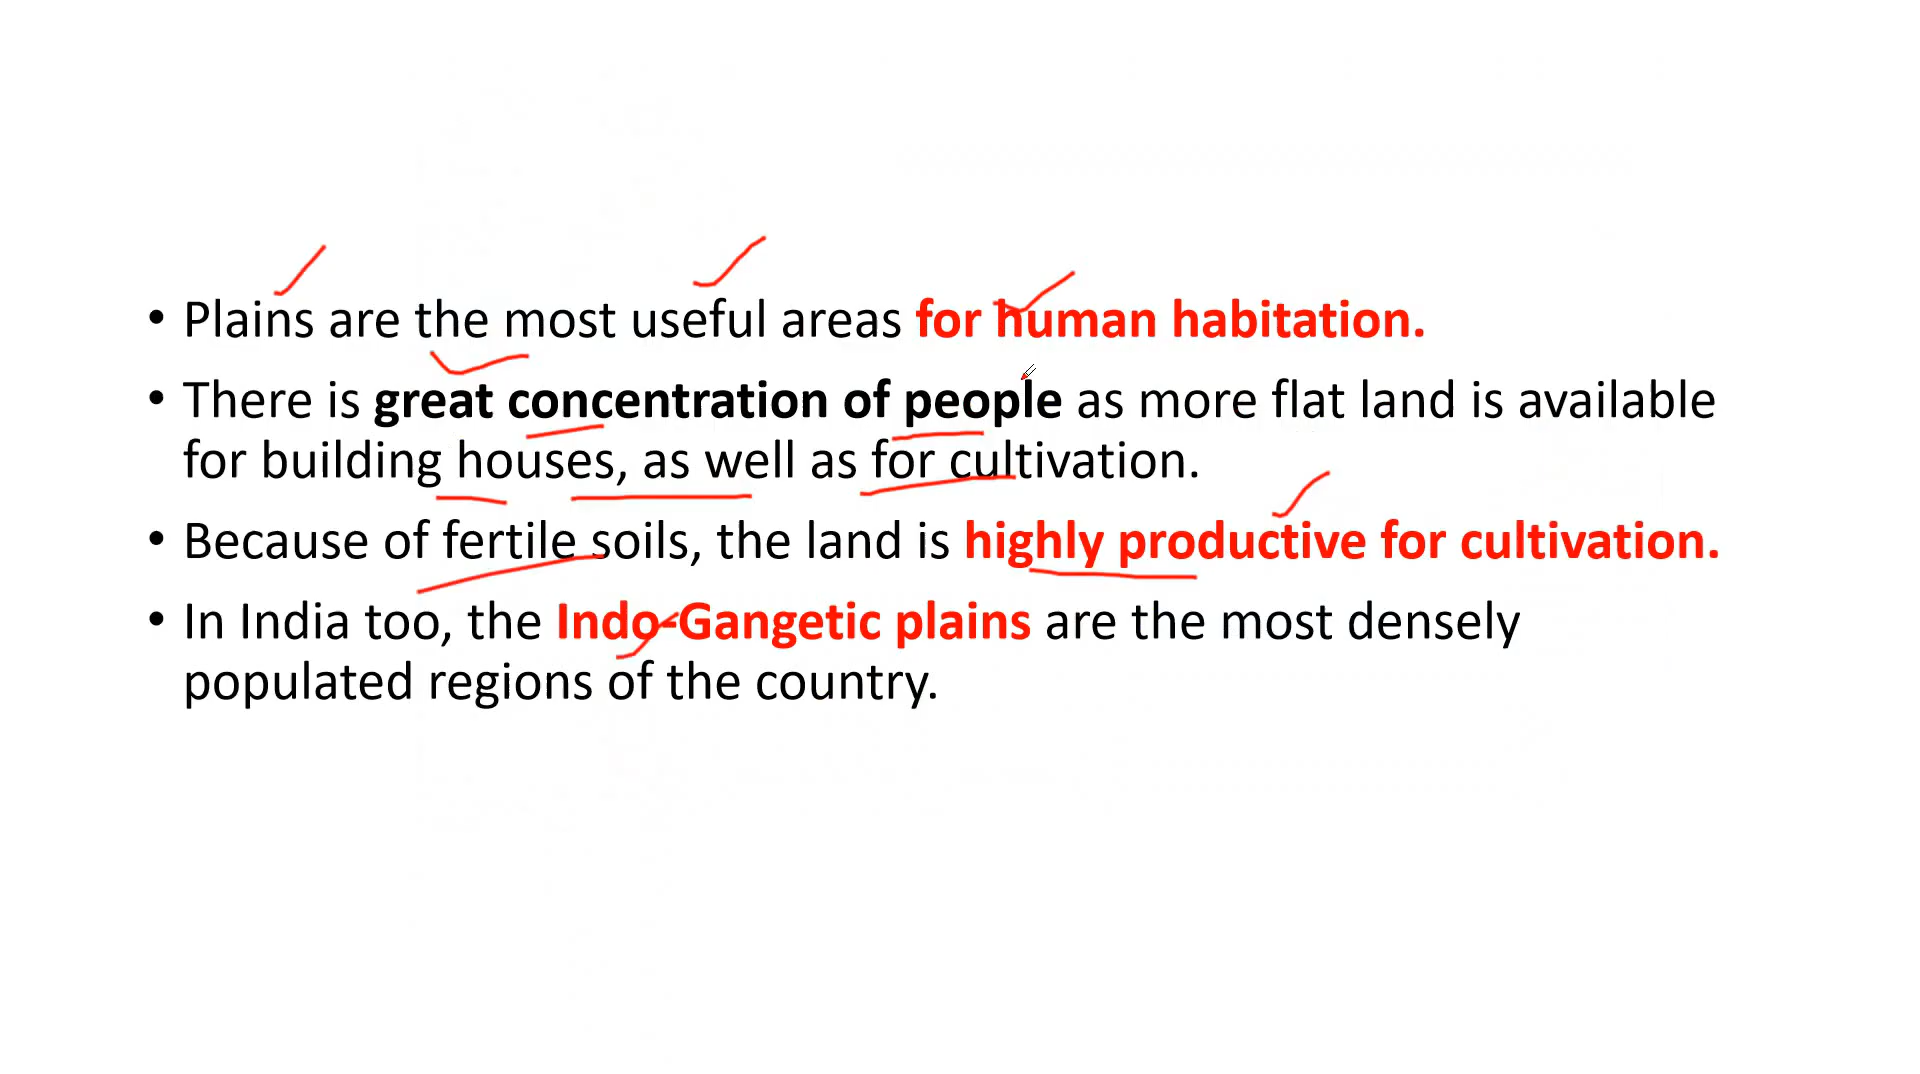 • Plains are the most useful areas for human habitation.
• There is great concentration of people as more flat land is available
for building houses, as well as for cultivation.
• Because of fertile soils, the land is highly productive for cultivation.
• In India too, the Indo-Gangetic plains are the most densely
populated regions of the country.